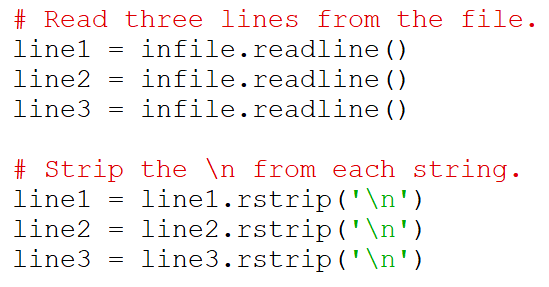 # Read three lines from the file.
line1 = infile.readline()
line2 = infile.readline()
line3 = infile.readline()
# Strip the \n from each string.
line1 = line1.rstrip('\n')
line2 = line2.rstrip('\n')
line3 = line3.rstrip('\n')